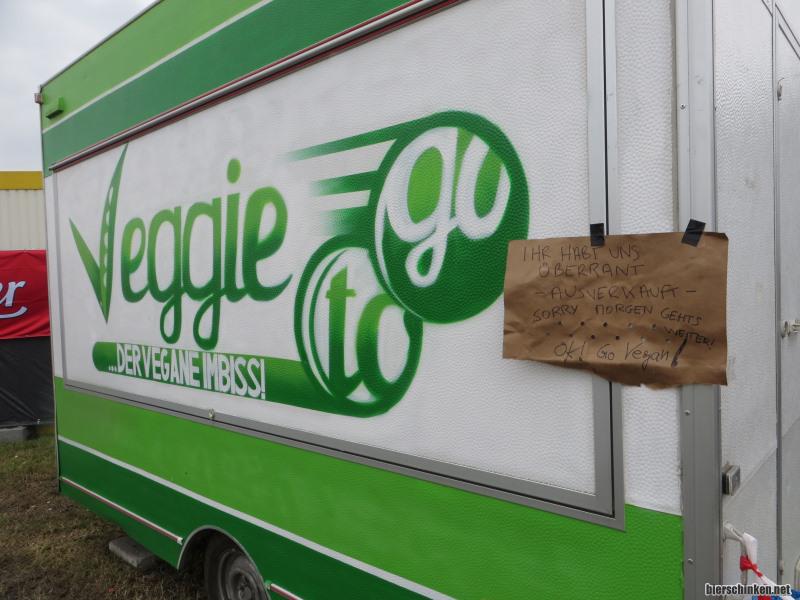 Veggie
to
go
...DER VEGANE IMBISS!
IHR HABT UNS
ÜBERRANT
- AUSVERKAUFT -
SORRY MORGEN GEHTS
WEITER!
OK! Go Vegan!
er
bierschinken.net